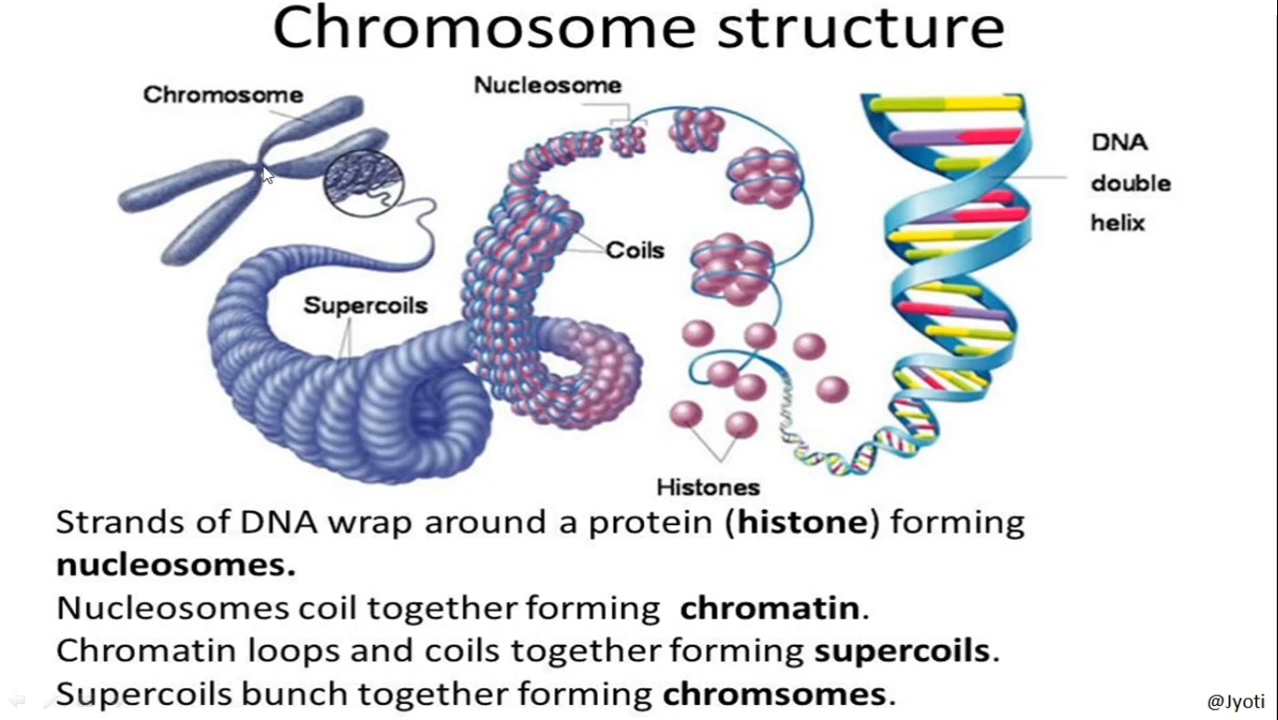 Chromosome structure
Chromosome
Nucleosome
DNA
double
helix
Coils
Supercoils
Histones
Strands of DNA wrap around a protein (histone) forming
nucleosomes.
Nucleosomes coil together forming chromatin.
Chromatin loops and coils together forming supercoils.
Supercoils bunch together forming chromsomes.
@Jyoti